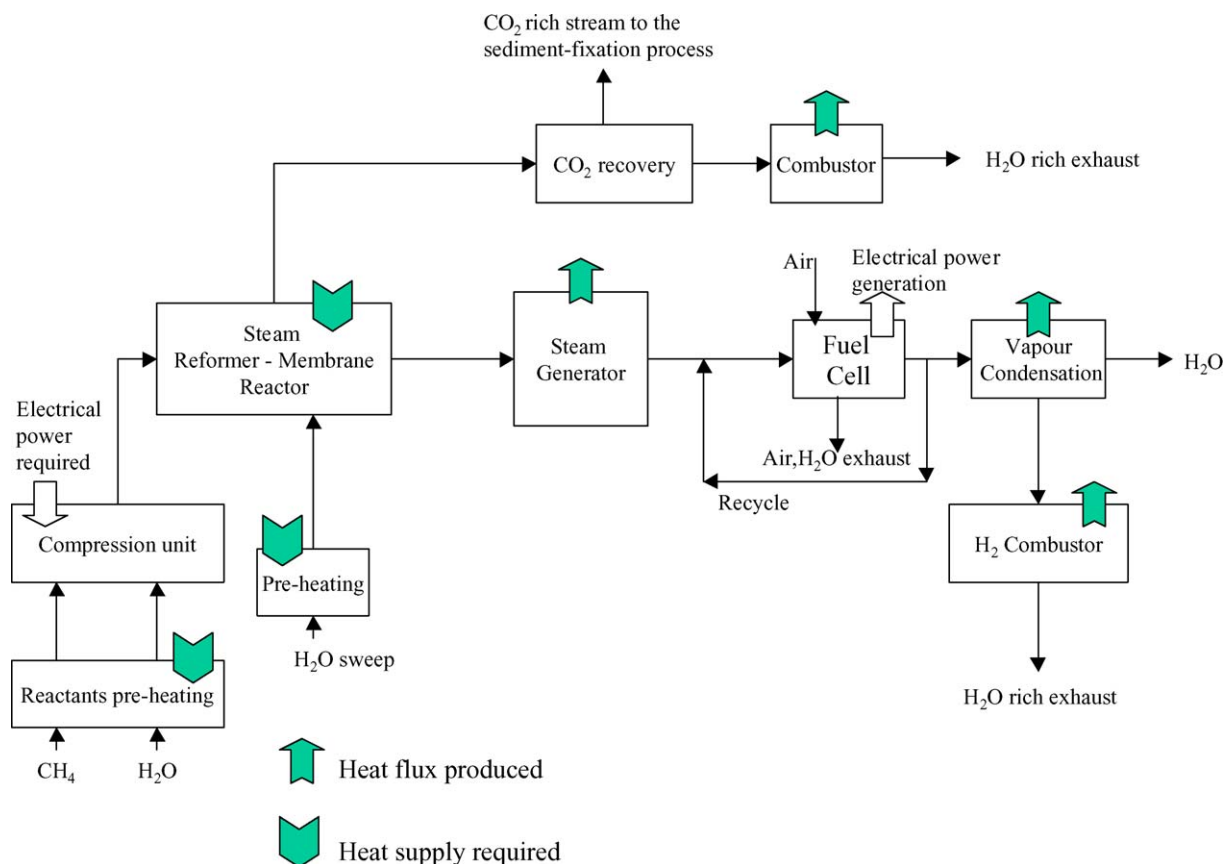 CO₂ rich stream to the
sediment-fixation process
CO₂ recovery
Combustor
H₂O rich exhaust
Steam
Reformer - Membrane
Reactor
Steam
Generator
Air
Electrical power
generation
Fuel
Cell
Vapour
Condensation
H₂O
Air,H₂O exhaust
Recycle
Electrical
power
required
Compression unit
Pre-heating
H₂O sweep
H₂ Combustor
H₂O rich exhaust
Reactants pre-heating
CH₄
H₂O
Heat flux produced
Heat supply required